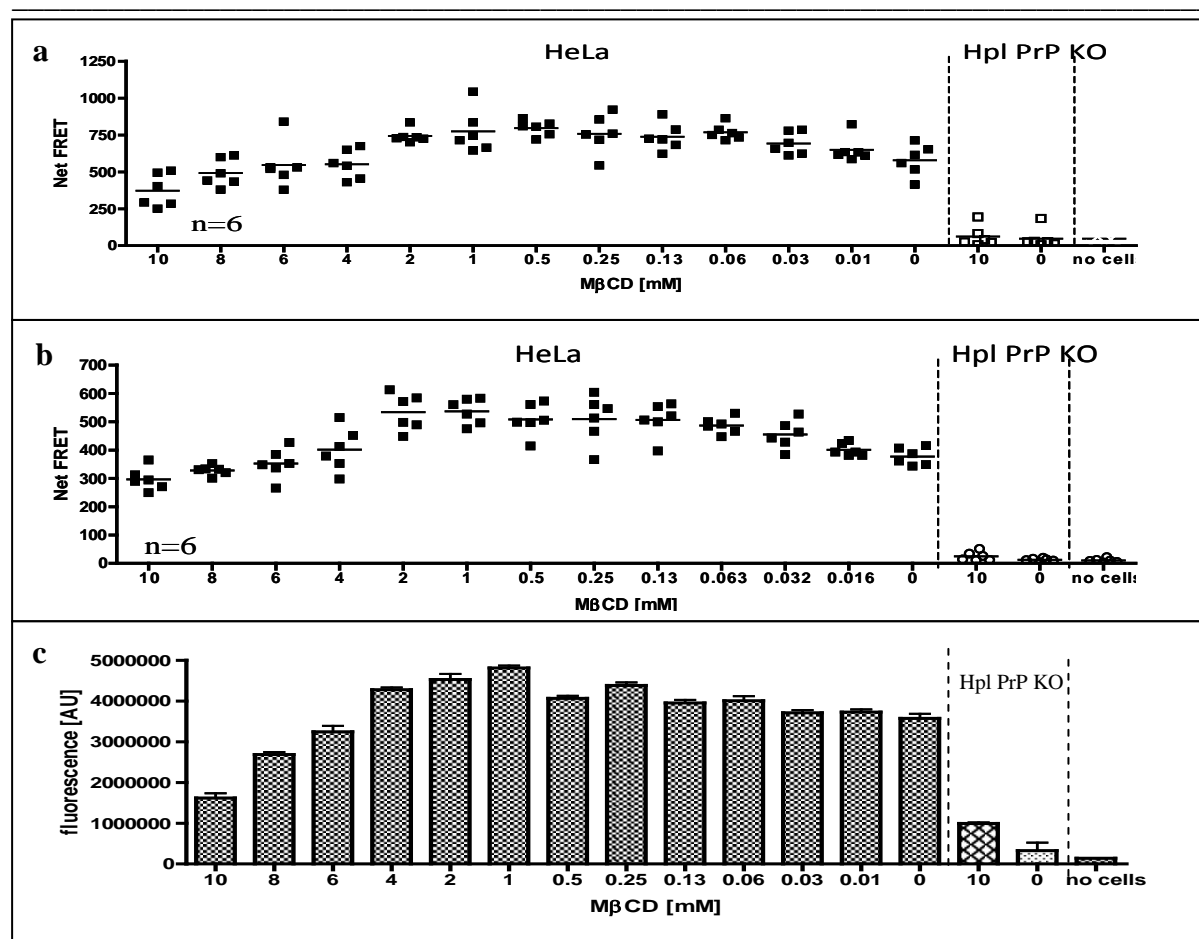 a
HeLa
Hpl PrP KO
1250
1000
750
500
250
0
Net FRET
n=6
10 8 6 4 2 1 0.5 0.25 0.13 0.06 0.03 0.01 0 10 0 no cells
MβCD [mM]
b
HeLa
Hpl PrP KO
700
600
500
400
300
200
100
0
Net FRET
n=6
10 8 6 4 2 1 0.5 0.25 0.13 0.063 0.032 0.016 0 10 0 no cells
MβCD [mM]
c
Hpl PrP KO
5000000
4000000
3000000
2000000
1000000
0
fluorescence [AU]
10 8 6 4 2 1 0.5 0.25 0.13 0.06 0.03 0.01 0 10 0 no cells
MβCD [mM]